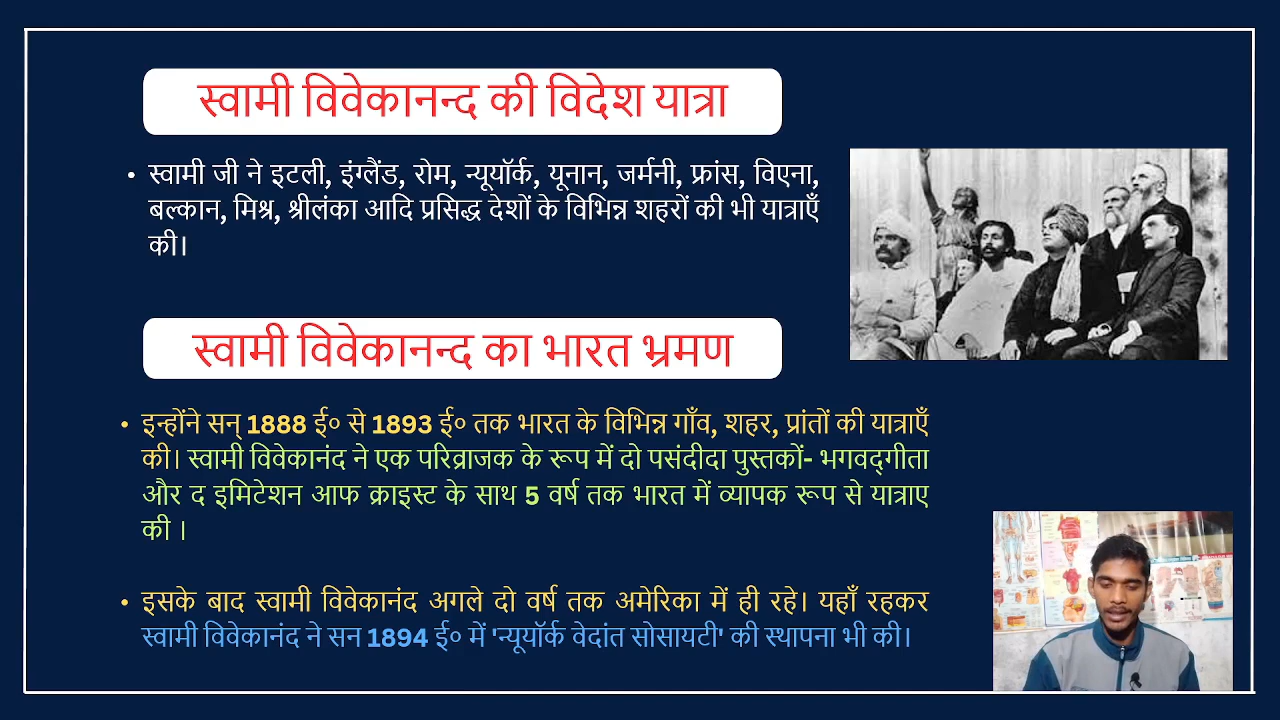 स्वामी विवेकानन्द की विदेश यात्रा
• स्वामी जी ने इटली, इंग्लैंड, रोम, न्यूयॉर्क, यूनान, जर्मनी, फ्रांस, विएना,
बल्कान, मिश्र, श्रीलंका आदि प्रसिद्ध देशों के विभिन्न शहरों की भी यात्राएँ
की।
स्वामी विवेकानन्द का भारत भ्रमण
• इन्होंने सन् 1888 ई० से 1893 ई० तक भारत के विभिन्न गाँव, शहर, प्रांतों की यात्राएँ
की। स्वामी विवेकानंद ने एक परिव्राजक के रूप में दो पसंदीदा पुस्तकों- भगवद्गीता
और द इमिटेशन आफ क्राइस्ट के साथ 5 वर्ष तक भारत में व्यापक रूप से यात्राए
की ।
• इसके बाद स्वामी विवेकानंद अगले दो वर्ष तक अमेरिका में ही रहे। यहाँ रहकर
स्वामी विवेकानंद ने सन 1894 ई० में 'न्यूयॉर्क वेदांत सोसायटी' की स्थापना भी की।